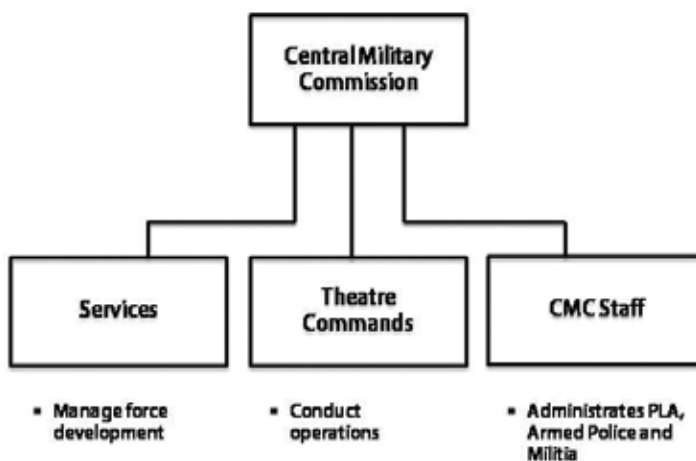 Central Military
Commission
Services
Theatre
Commands
CMC Staff
▪ Manage force
development
▪ Conduct
operations
▪ Administrates PLA,
Armed Police and
Militia